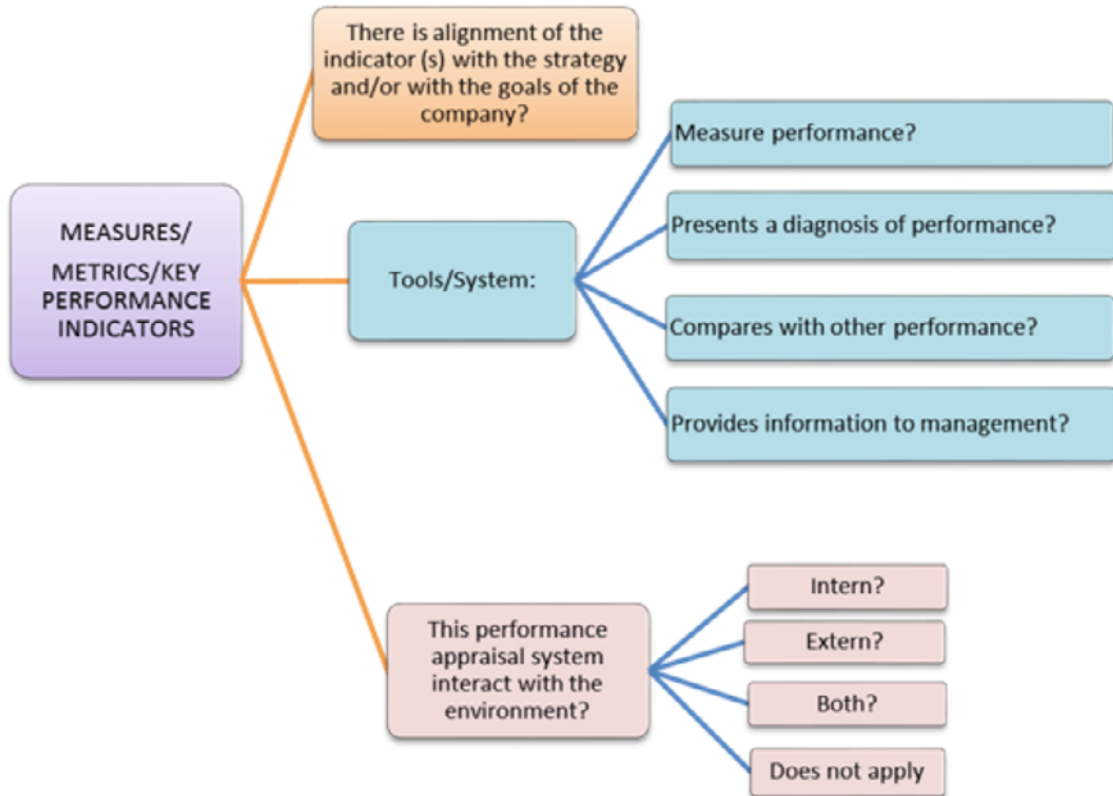 There is alignment of the
indicator (s) with the strategy
and/or with the goals of the
company?
MEASURES/
METRICS/KEY
PERFORMANCE
INDICATORS
Tools/System:
Measure performance?
Presents a diagnosis of performance?
Compares with other performance?
Provides information to management?
This performance
appraisal system
interact with the
environment?
Intern?
Extern?
Both?
Does not apply